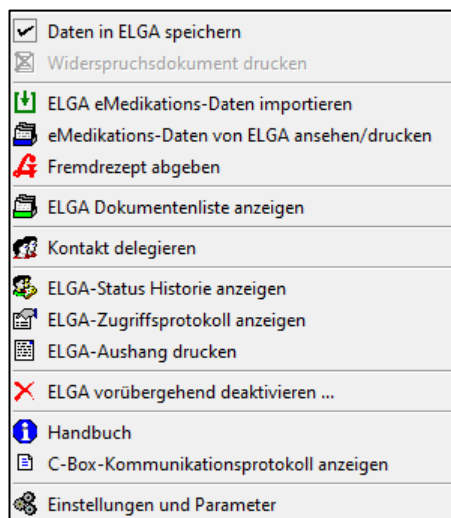 Daten in ELGA speichern
Widerspruchsdokument drucken
ELGA eMedikations-Daten importieren
eMedikations-Daten von ELGA ansehen/drucken
Fremdrezept abgeben
ELGA Dokumentenliste anzeigen
Kontakt delegieren
ELGA-Status Historie anzeigen
ELGA-Zugriffsprotokoll anzeigen
ELGA-Aushang drucken
ELGA vorübergehend deaktivieren ...
Handbuch
C-Box-Kommunikationsprotokoll anzeigen
Einstellungen und Parameter